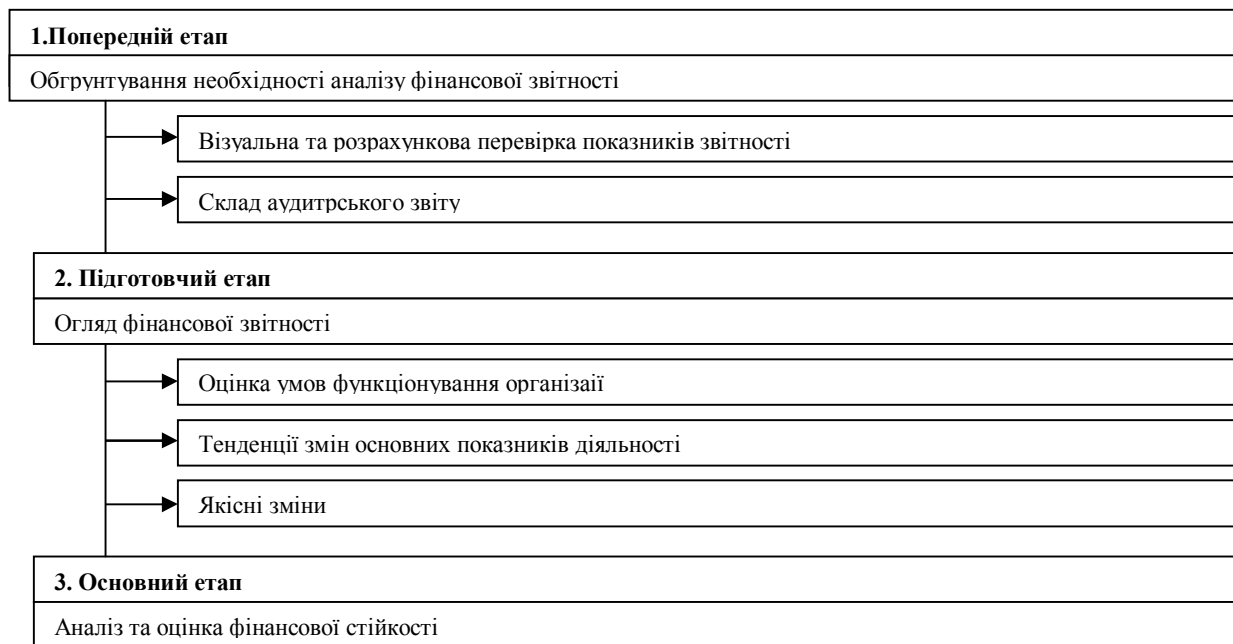 1.Попередній етап
Обгрунтування необхідності аналізу фінансової звітності
Візуальна та розрахункова перевірка показників звітності
Склад аудитрського звіту
2. Підготовчий етап
Огляд фінансової звітності
Оцінка умов функціонування організаії
Тенденції змін основних показників діяльності
Якісні зміни
3. Основний етап
Аналіз та оцінка фінансової стійкості